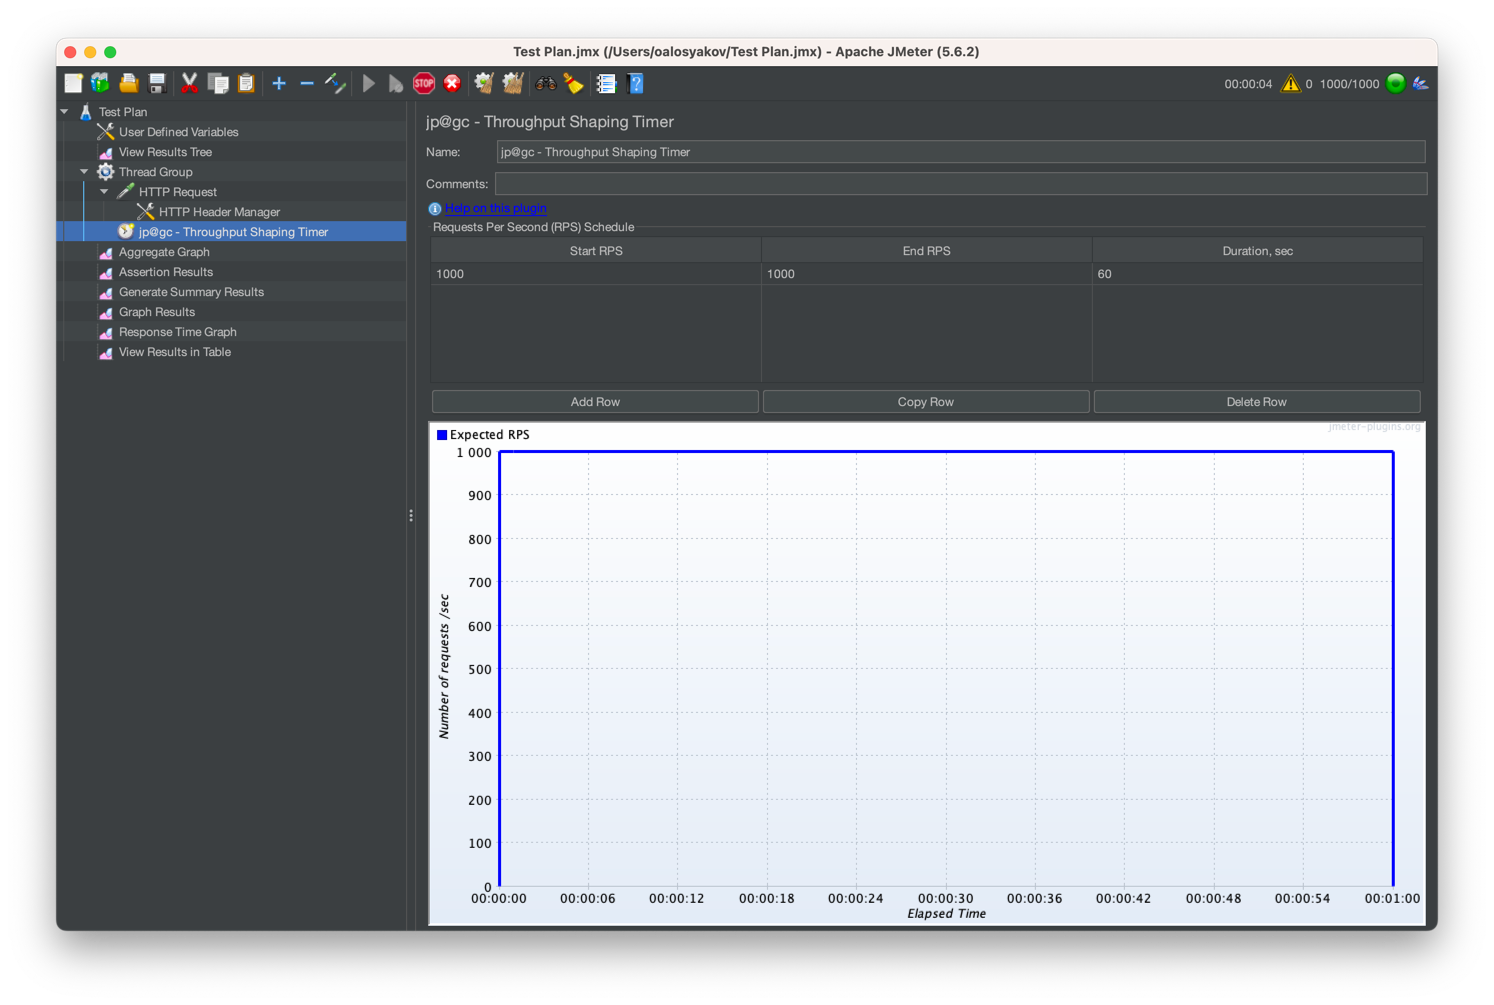 Test Plan.jmx (/Users/oalosyakov/Test Plan.jmx) - Apache JMeter (5.6.2)
STOP
?
00:00:04 0 1000/1000
Test Plan
User Defined Variables
View Results Tree
Thread Group
HTTP Request
HTTP Header Manager
jp@gc - Throughput Shaping Timer
Aggregate Graph
Assertion Results
Generate Summary Results
Graph Results
Response Time Graph
View Results in Table
jp@gc - Throughput Shaping Timer
Name: jp@gc - Throughput Shaping Timer
Comments:
Help on this plugin
Requests Per Second (RPS) Schedule
Start RPS End RPS Duration, sec
1000 1000 60
Add Row Copy Row Delete Row
Expected RPS
jmeter-plugins.org
1 000
900
800
700
600
500
400
300
200
100
0
Number of requests /sec
00:00:00 00:00:06 00:00:12 00:00:18 00:00:24 00:00:30 00:00:36 00:00:42 00:00:48 00:00:54 00:01:00
Elapsed Time